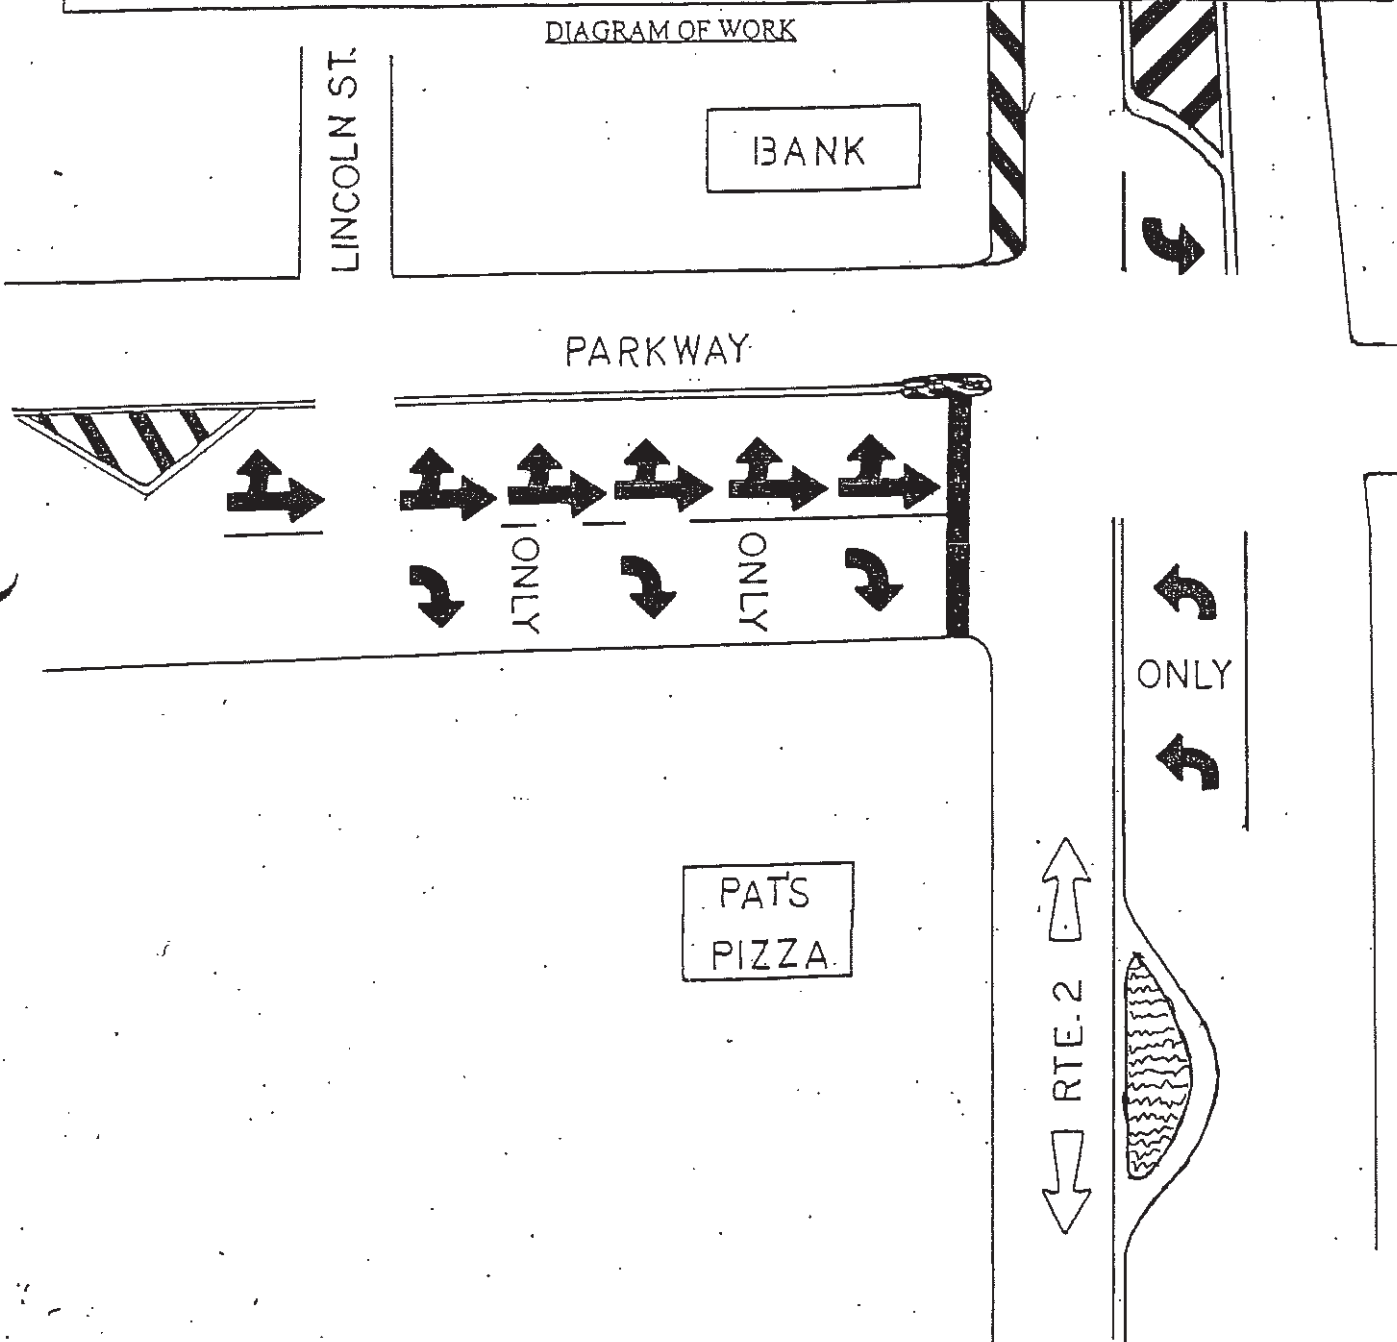 DIAGRAM OF WORK
LINCOLN ST.
BANK
PARKWAY
ONLY
ONLY
ONLY
PAT'S
PIZZA
RTE. 2